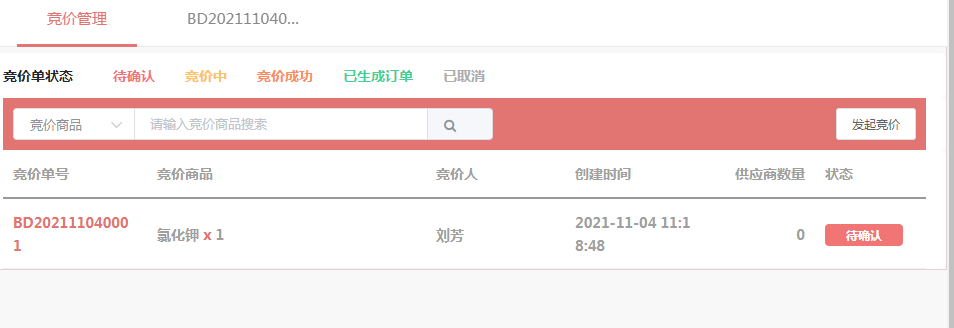 竞价管理 BD202111040...
竞价单状态 待确认 竞价中 竞价成功 已生成订单 已取消
竞价商品 请输入竞价商品搜索 发起竞价
竞价单号 竞价商品 竞价人 创建时间 供应商数量 状态
BD20211104000
1
氯化钾 x 1
刘芳
2021-11-04 11:1
8:48
0
待确认